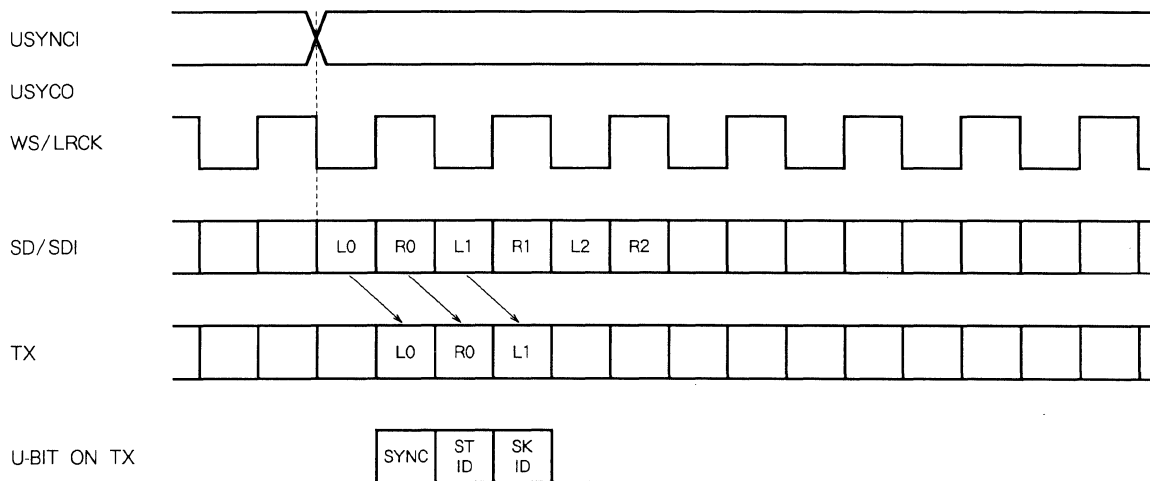 USYNCI
USYCO
WS/LRCK
SD/SDI
L0 R0 L1 R1 L2 R2
TX
L0 R0 L1
U-BIT ON TX
SYNC ST ID SK ID